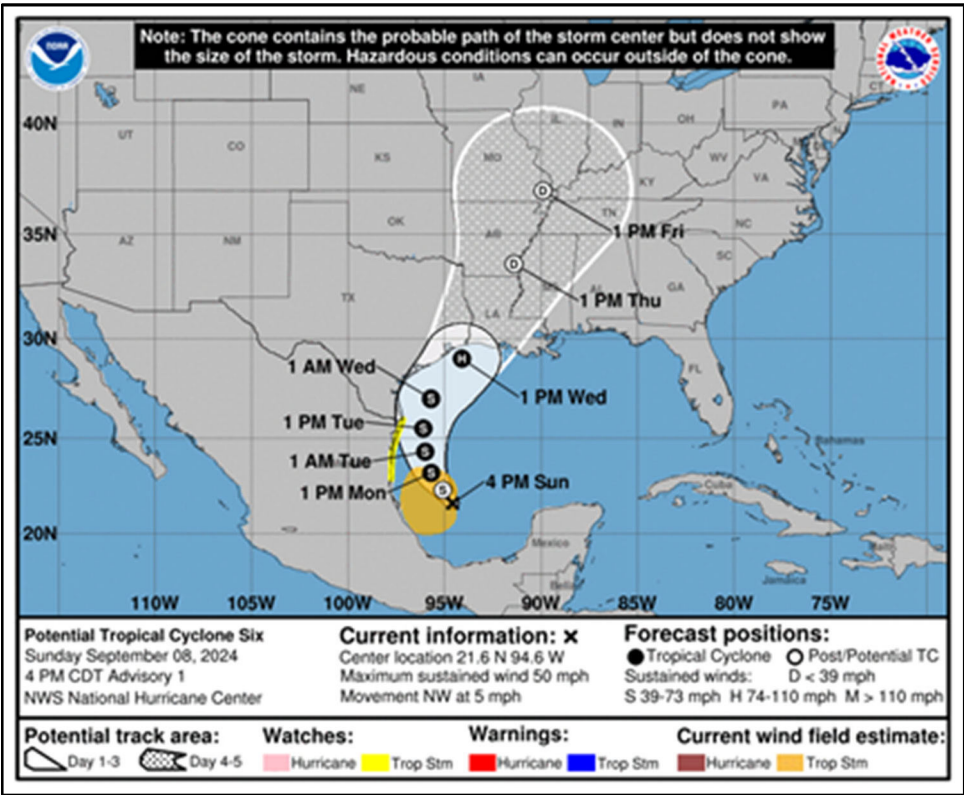 Note: The cone contains the probable path of the storm center but does not show
the size of the storm. Hazardous conditions can occur outside of the cone.
NOAA
NE
IA
IL
IN
OH
PA
CT
40N
UT
CO
KS
MO
WV
VA
KY
1 PM Fri
35N
AZ
NM
OK
AR
TN
NC
SC
1 PM Thu
TX
LA
AL
GA
30N
1 AM Wed
FL
1 PM Wed
1 PM Tue
25N
Bahamas
1 AM Tue
1 PM Mon
4 PM Sun
Cuba
20N
Mexico
Haiti
Jamaica
Belize
110W 105W 100W 95W 90W 85W 80W 75W
D
D
H
S
S
S
S
S
Potential Tropical Cyclone Six
Sunday September 08, 2024
4 PM CDT Advisory 1
NWS National Hurricane Center
Current information: x
Center location 21.6 N 94.6 W
Maximum sustained wind 50 mph
Movement NW at 5 mph
Forecast positions:
Tropical Cyclone Post/Potential TC
Sustained winds: D < 39 mph
S 39-73 mph H 74-110 mph M > 110 mph
Potential track area:
Day 1-3 Day 4-5
Watches:
Hurricane Trop Stm
Warnings:
Hurricane Trop Stm
Current wind field estimate:
Hurricane Trop Stm